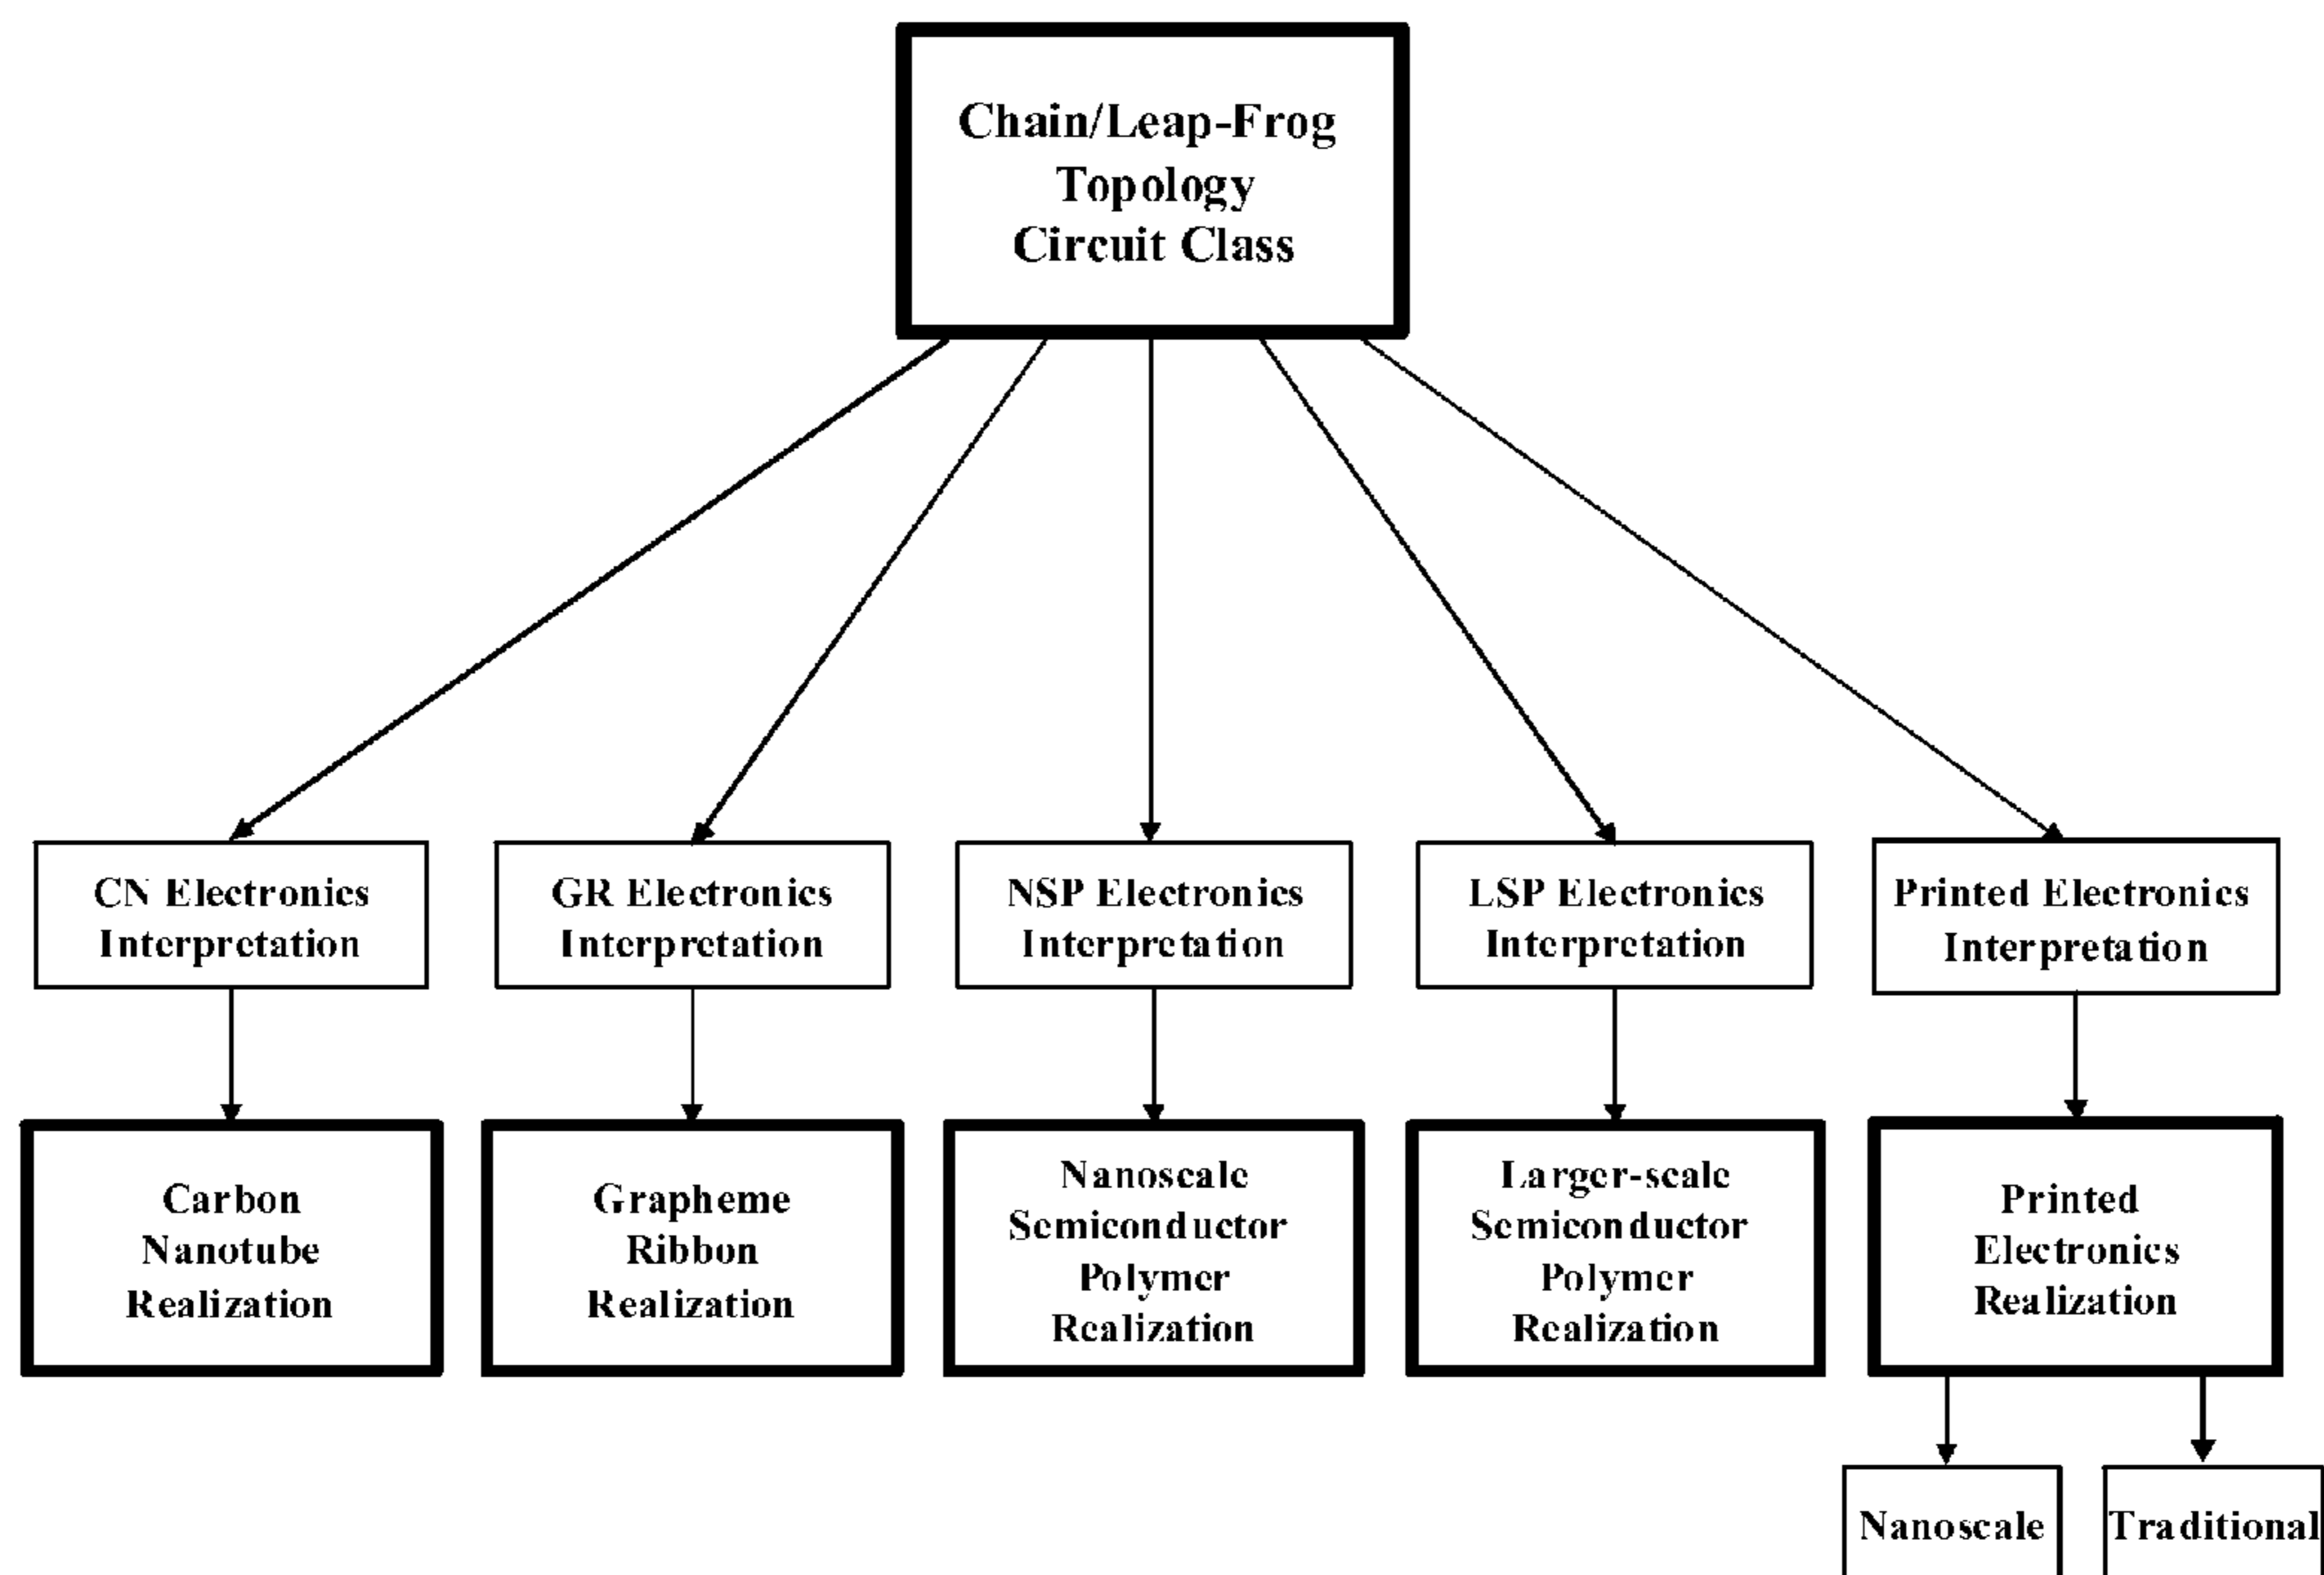 Chain/Leap-Frog
Topology
Circuit Class
CN Electronics
Interpretation
GR Electronics
Interpretation
NSP Electronics
Interpretation
LSP Electronics
Interpretation
Printed Electronics
Interpretation
Carbon
Nanotube
Realization
Grapheme
Ribbon
Realization
Nanoscale
Semiconductor
Polymer
Realization
Larger-scale
Semiconductor
Polymer
Realization
Printed
Electronics
Realization
Nanoscale
Traditional